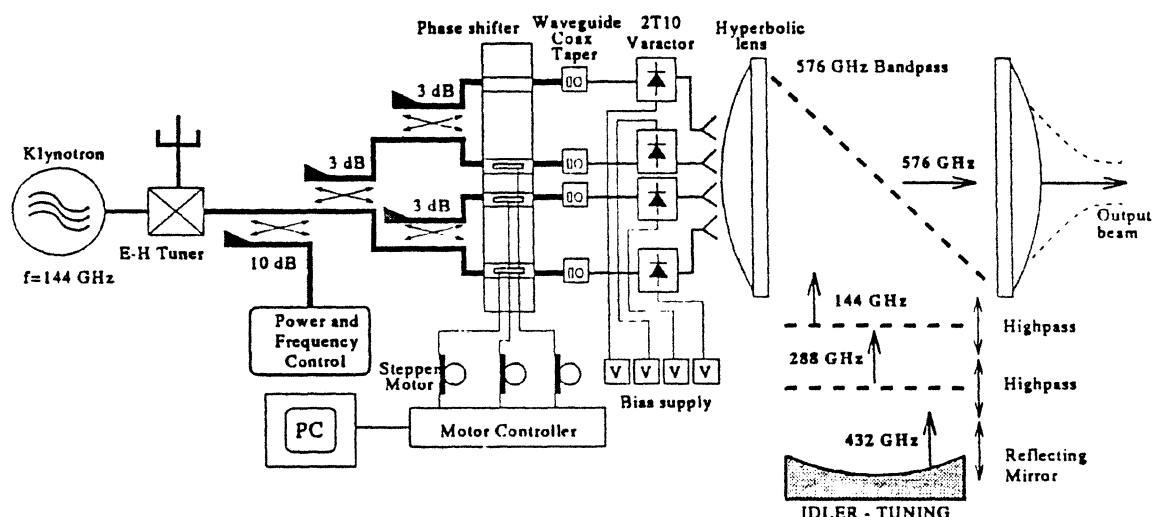 Phase shifter
Waveguide
Coax
Taper
2T10
Varactor
Hyperbolic
lens
576 GHz Bandpass
3 dB
Klynotron
3 dB
3 dB
576 GHz
E-H Tuner
10 dB
f=144 GHz
Output
beam
Power and
Frequency
Control
144 GHz
Highpass
288 GHz
Stepper
Motor
V V V V
Bias supply
Highpass
PC
Motor Controller
432 GHz
Reflecting
Mirror
IDLER - TUNING